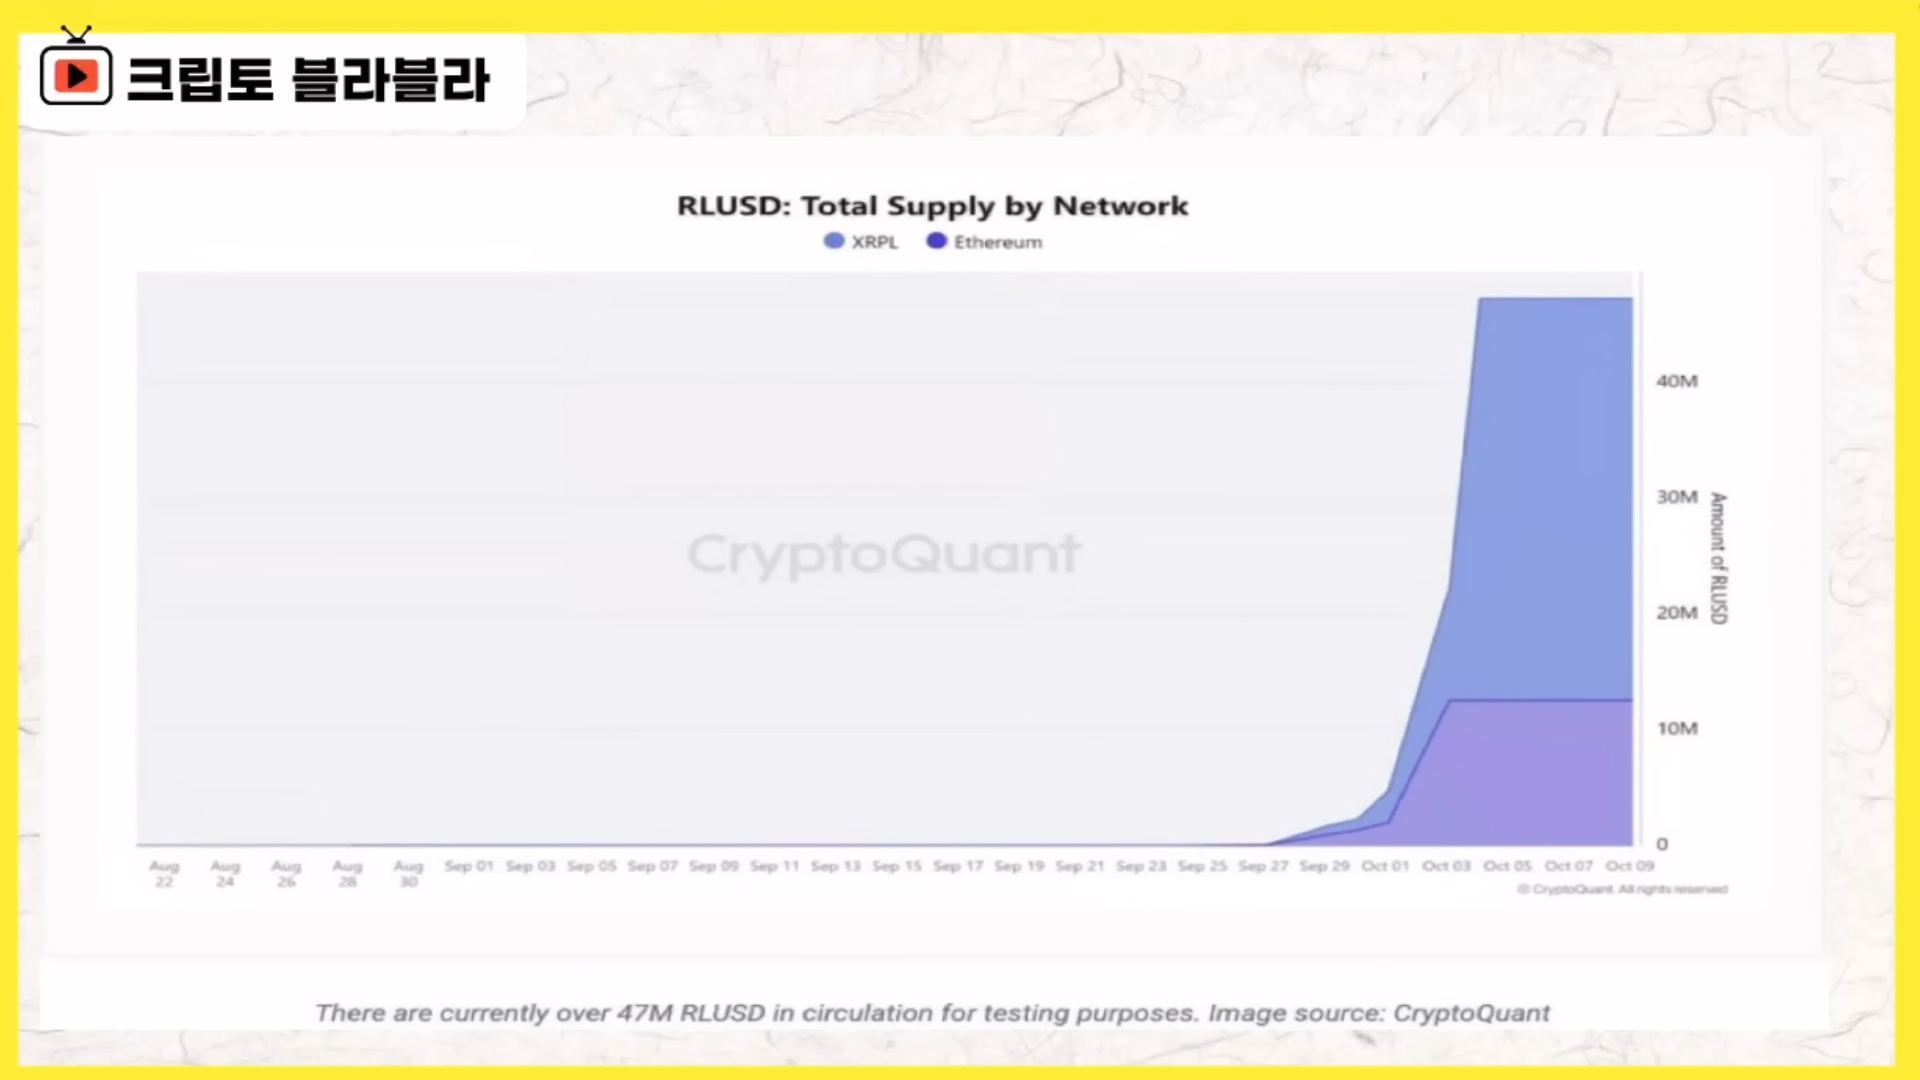 크립토 블라블라
RLUSD: Total Supply by Network
XRPL Ethereum
CryptoQuant
40M
30M
20M
10M
0
Amount of RLUSD
Aug 22 Aug 24 Aug 26 Aug 28 Aug 30 Sep 01 Sep 03 Sep 05 Sep 07 Sep 09 Sep 11 Sep 13 Sep 15 Sep 17 Sep 19 Sep 21 Sep 23 Sep 25 Sep 27 Sep 29 Oct 01 Oct 03 Oct 05 Oct 07 Oct 09
© CryptoQuant. All rights reserved
There are currently over 47M RLUSD in circulation for testing purposes. Image source: CryptoQuant